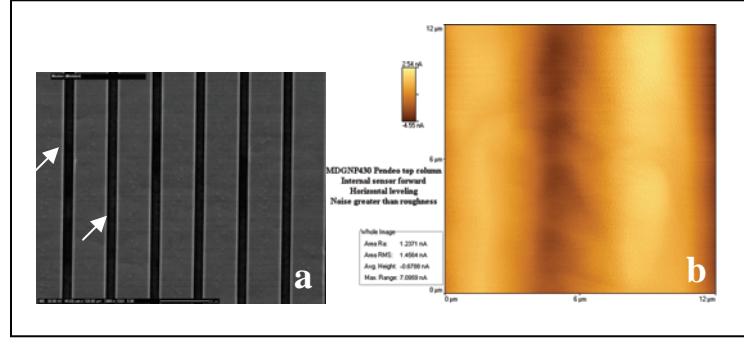 a
12 µm
2.54 nA
-4.55 nA
6 µm
MDGNP430 Pendeo top column
Internal sensor forward
Horizontal leveling
Noise greater than roughness
Whole Image
Area Ra: 1.2371 nA
Area RMS: 1.4564 nA
Avg. Height: -0.6788 nA
Max. Range: 7.0959 nA
0 µm
0 µm
6 µm
12 µm
b